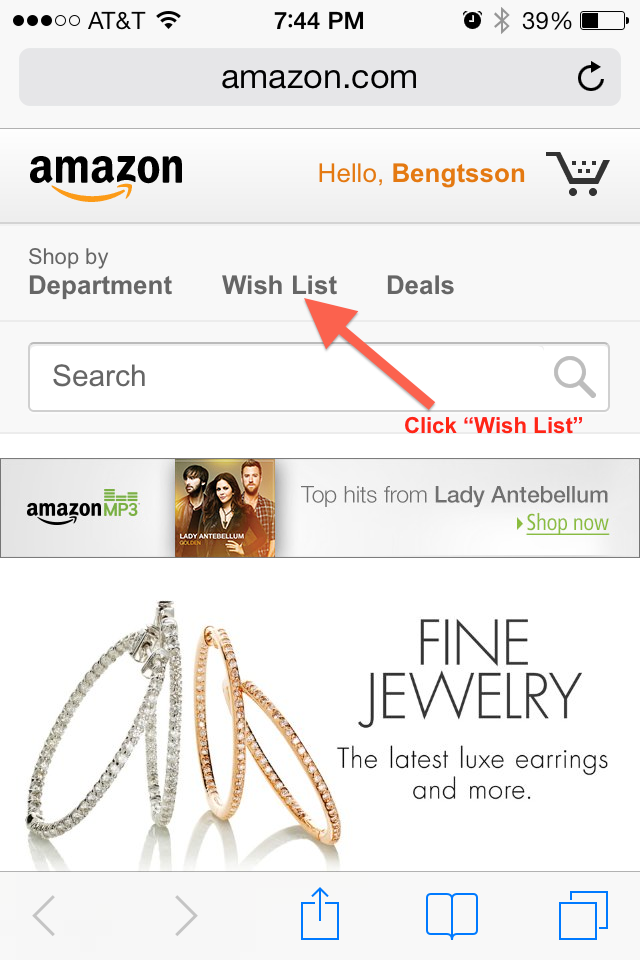 AT&T 7:44 PM 39%
amazon.com
amazon Hello, Bengtsson
Shop by
Department Wish List Deals
Search
Click “Wish List”
amazonMP3
LADY ANTEBELLUM
GOLDEN
Top hits from Lady Antebellum
Shop now
FINE
JEWELRY
The latest luxe earrings
and more.